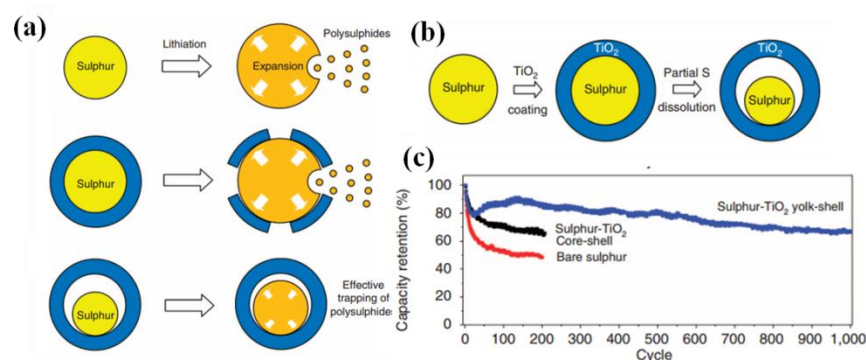 (a)
Sulphur
Lithiation
Expansion
Polysulphides
Sulphur
Sulphur
Effective
trapping of
polysulphides
(b)
Sulphur
TiO₂
coating
TiO₂
Sulphur
Partial S
dissolution
TiO₂
Sulphur
(c)
Capacity retention (%)
100
80
60
40
20
0
Sulphur-TiO₂ yolk-shell
Sulphur-TiO₂
Core-shell
Bare sulphur
0 100 200 300 400 500 600 700 800 900 1,000
Cycle